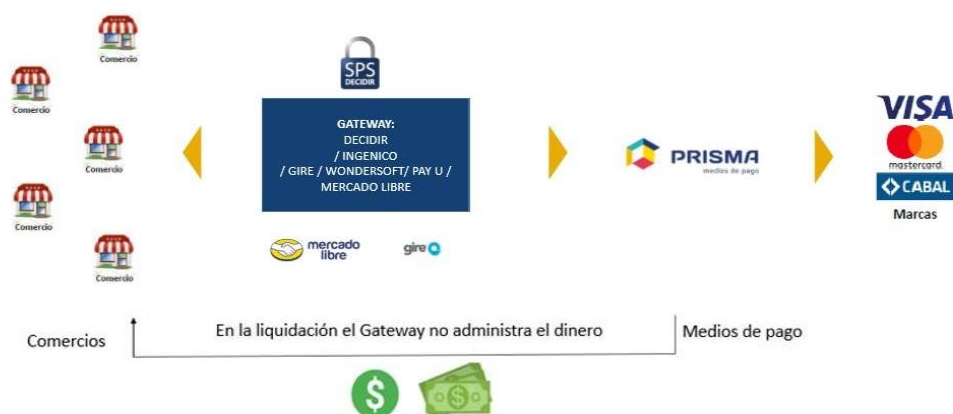 Comercio
Comercio
Comercio
Comercio
Comercio
SPS
DECIDIR
GATEWAY:
DECIDIR
/ INGENICO
/ GIRE / WONDERSOFT/ PAY U /
MERCADO LIBRE
mercado
libre
gire
PRISMA
medios de pago
VISA
mastercard
CABAL
Marcas
Comercios
En la liquidación el Gateway no administra el dinero
Medios de pago
$
$